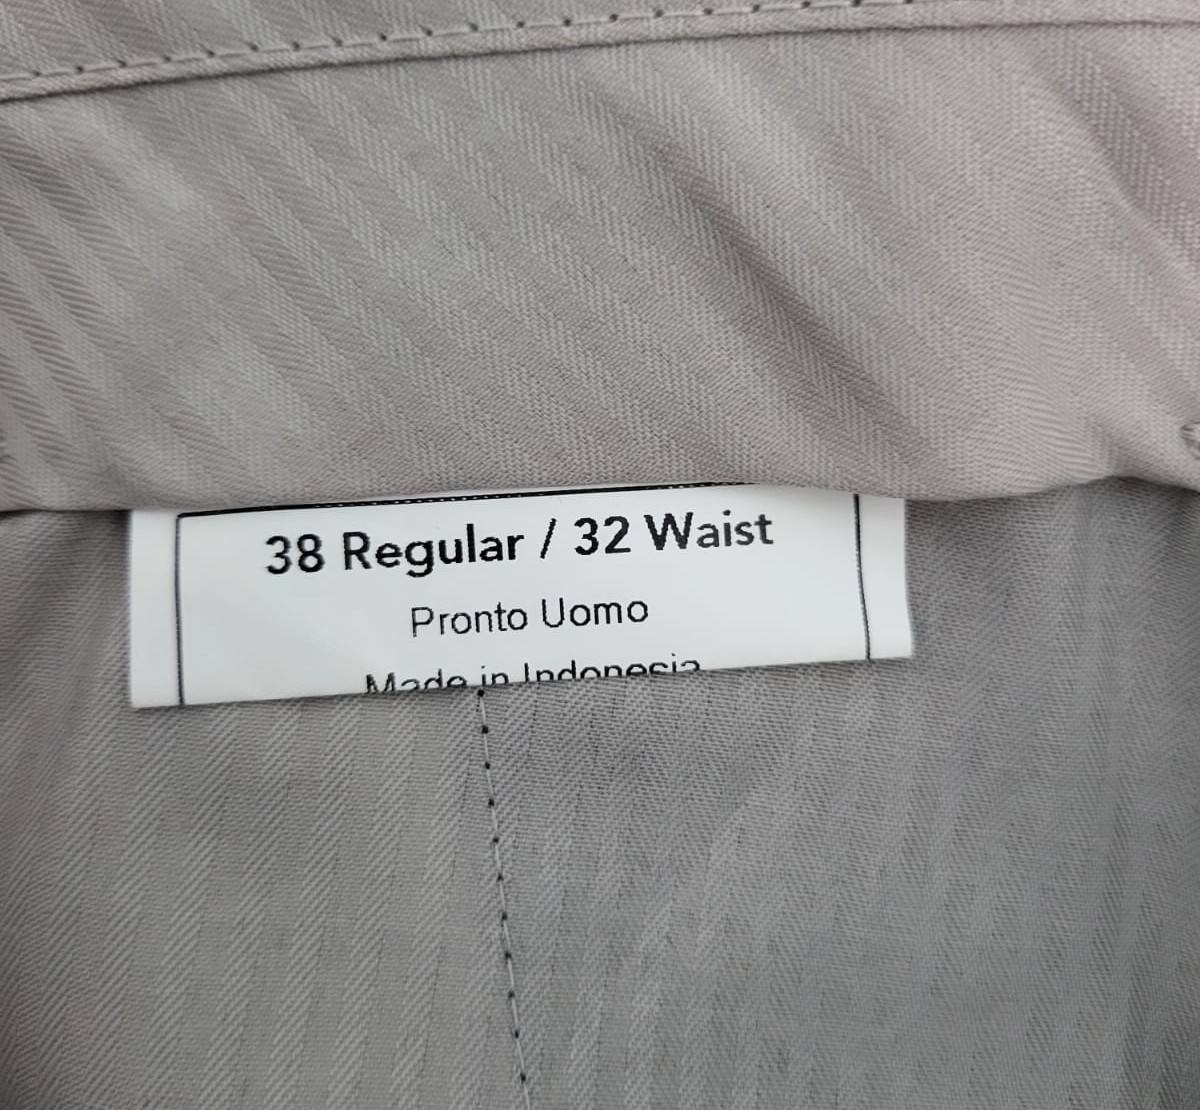 38 Regular / 32 Waist
Pronto Uomo
Made in Indonesia